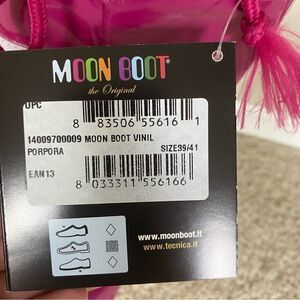 MOON BOOT
the Original
UPC
8 83506 55616 1
14009700009 MOON BOOT VINIL
PORPORA SIZE39/41
EAN13
8 033311 556166
www.moonboot.it
www.tecnica.it